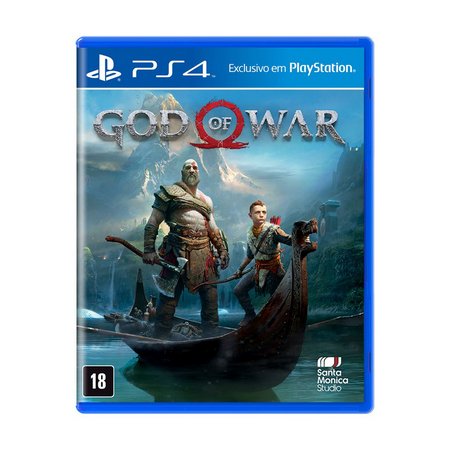 PS4
Exclusivo em PlayStation®
GOD OF WAR
18
Santa
Monica
Studio